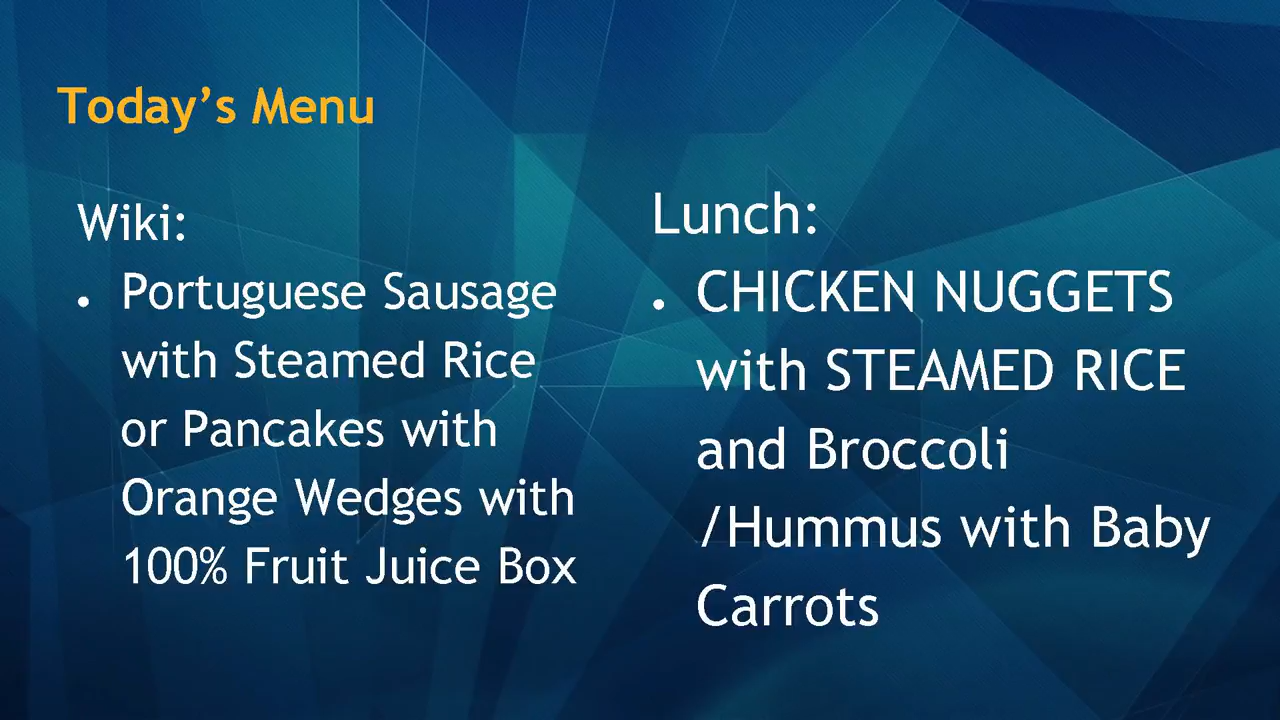 Today’s Menu
Wiki:
• Portuguese Sausage
with Steamed Rice
or Pancakes with
Orange Wedges with
100% Fruit Juice Box
Lunch:
• CHICKEN NUGGETS
with STEAMED RICE
and Broccoli
/Hummus with Baby
Carrots